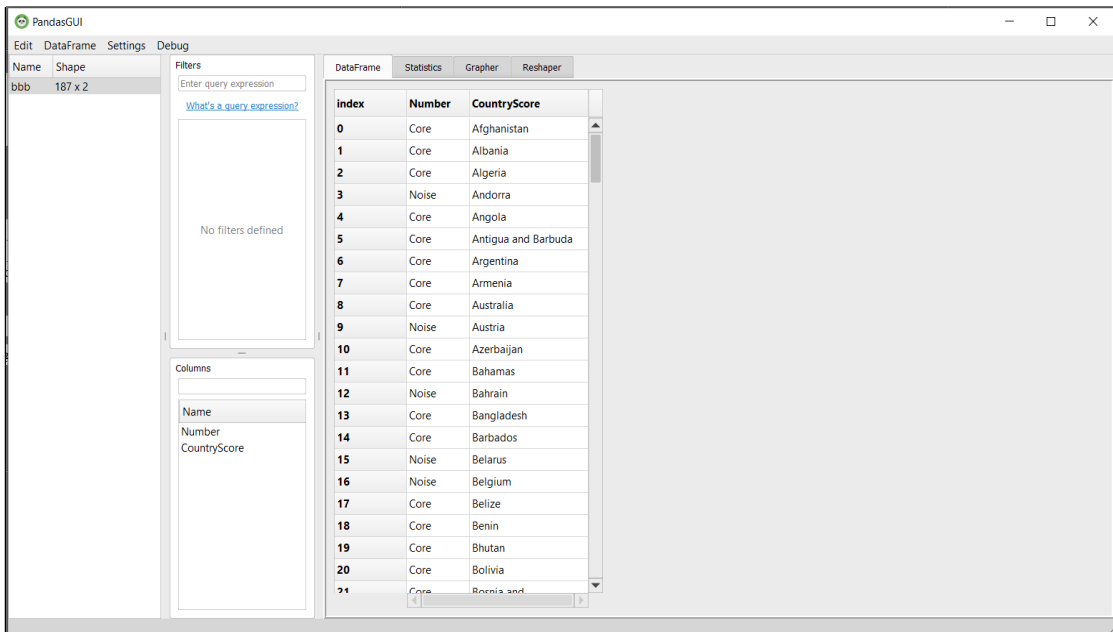 PandasGUI
Edit DataFrame Settings Debug
Name Shape
bbb 187 x 2
Filters
Enter query expression
What's a query expression?
No filters defined
Columns
Name
Number
CountryScore
DataFrame Statistics Grapher Reshaper
index Number CountryScore
0 Core Afghanistan
1 Core Albania
2 Core Algeria
3 Noise Andorra
4 Core Angola
5 Core Antigua and Barbuda
6 Core Argentina
7 Core Armenia
8 Core Australia
9 Noise Austria
10 Core Azerbaijan
11 Core Bahamas
12 Noise Bahrain
13 Core Bangladesh
14 Core Barbados
15 Noise Belarus
16 Noise Belgium
17 Core Belize
18 Core Benin
19 Core Bhutan
20 Core Bolivia
21 Core Bosnia and